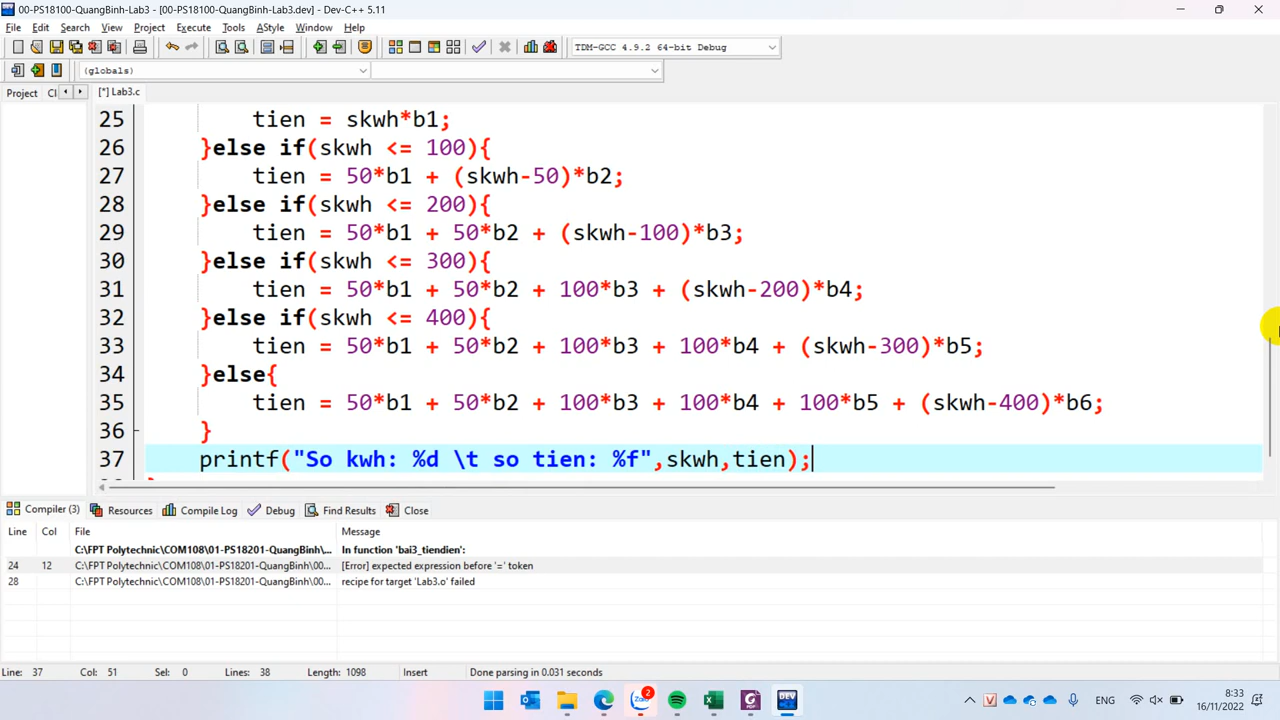 00-PS18100-QuangBinh-Lab3 - [00-PS18201-QuangBinh-Lab3.dev] - Dev-C++ 5.11
File Edit Search View Project Execute Tools AStyle Window Help
TDM-GCC 4.9.2 64-bit Debug
(globals)
Project Cl [*] Lab3.c
25 tien = skwh*b1;
26 }else if(skwh <= 100){
27 tien = 50*b1 + (skwh-50)*b2;
28 }else if(skwh <= 200){
29 tien = 50*b1 + 50*b2 + (skwh-100)*b3;
30 }else if(skwh <= 300){
31 tien = 50*b1 + 50*b2 + 100*b3 + (skwh-200)*b4;
32 }else if(skwh <= 400){
33 tien = 50*b1 + 50*b2 + 100*b3 + 100*b4 + (skwh-300)*b5;
34 }else{
35 tien = 50*b1 + 50*b2 + 100*b3 + 100*b4 + 100*b5 + (skwh-400)*b6;
36 }
37 printf("So kwh: %d \t so tien: %f",skwh,tien);
Compiler (3) Resources Compile Log Debug Find Results Close
Line Col File Message
C:\FPT Polytechnic\COM108\01-PS18201-QuangBinh\... In function 'bai3_tiendien':
24 12 C:\FPT Polytechnic\COM108\01-PS18201-QuangBinh\00... [Error] expected expression before '=' token
28 C:\FPT Polytechnic\COM108\01-PS18201-QuangBinh\00... recipe for target 'Lab3.o' failed
Line: 37 Col: 51 Sel: 0 Lines: 38 Length: 1098 Insert Done parsing in 0.031 seconds
Zalo 2 DEV ENG 8:33
16/11/2022